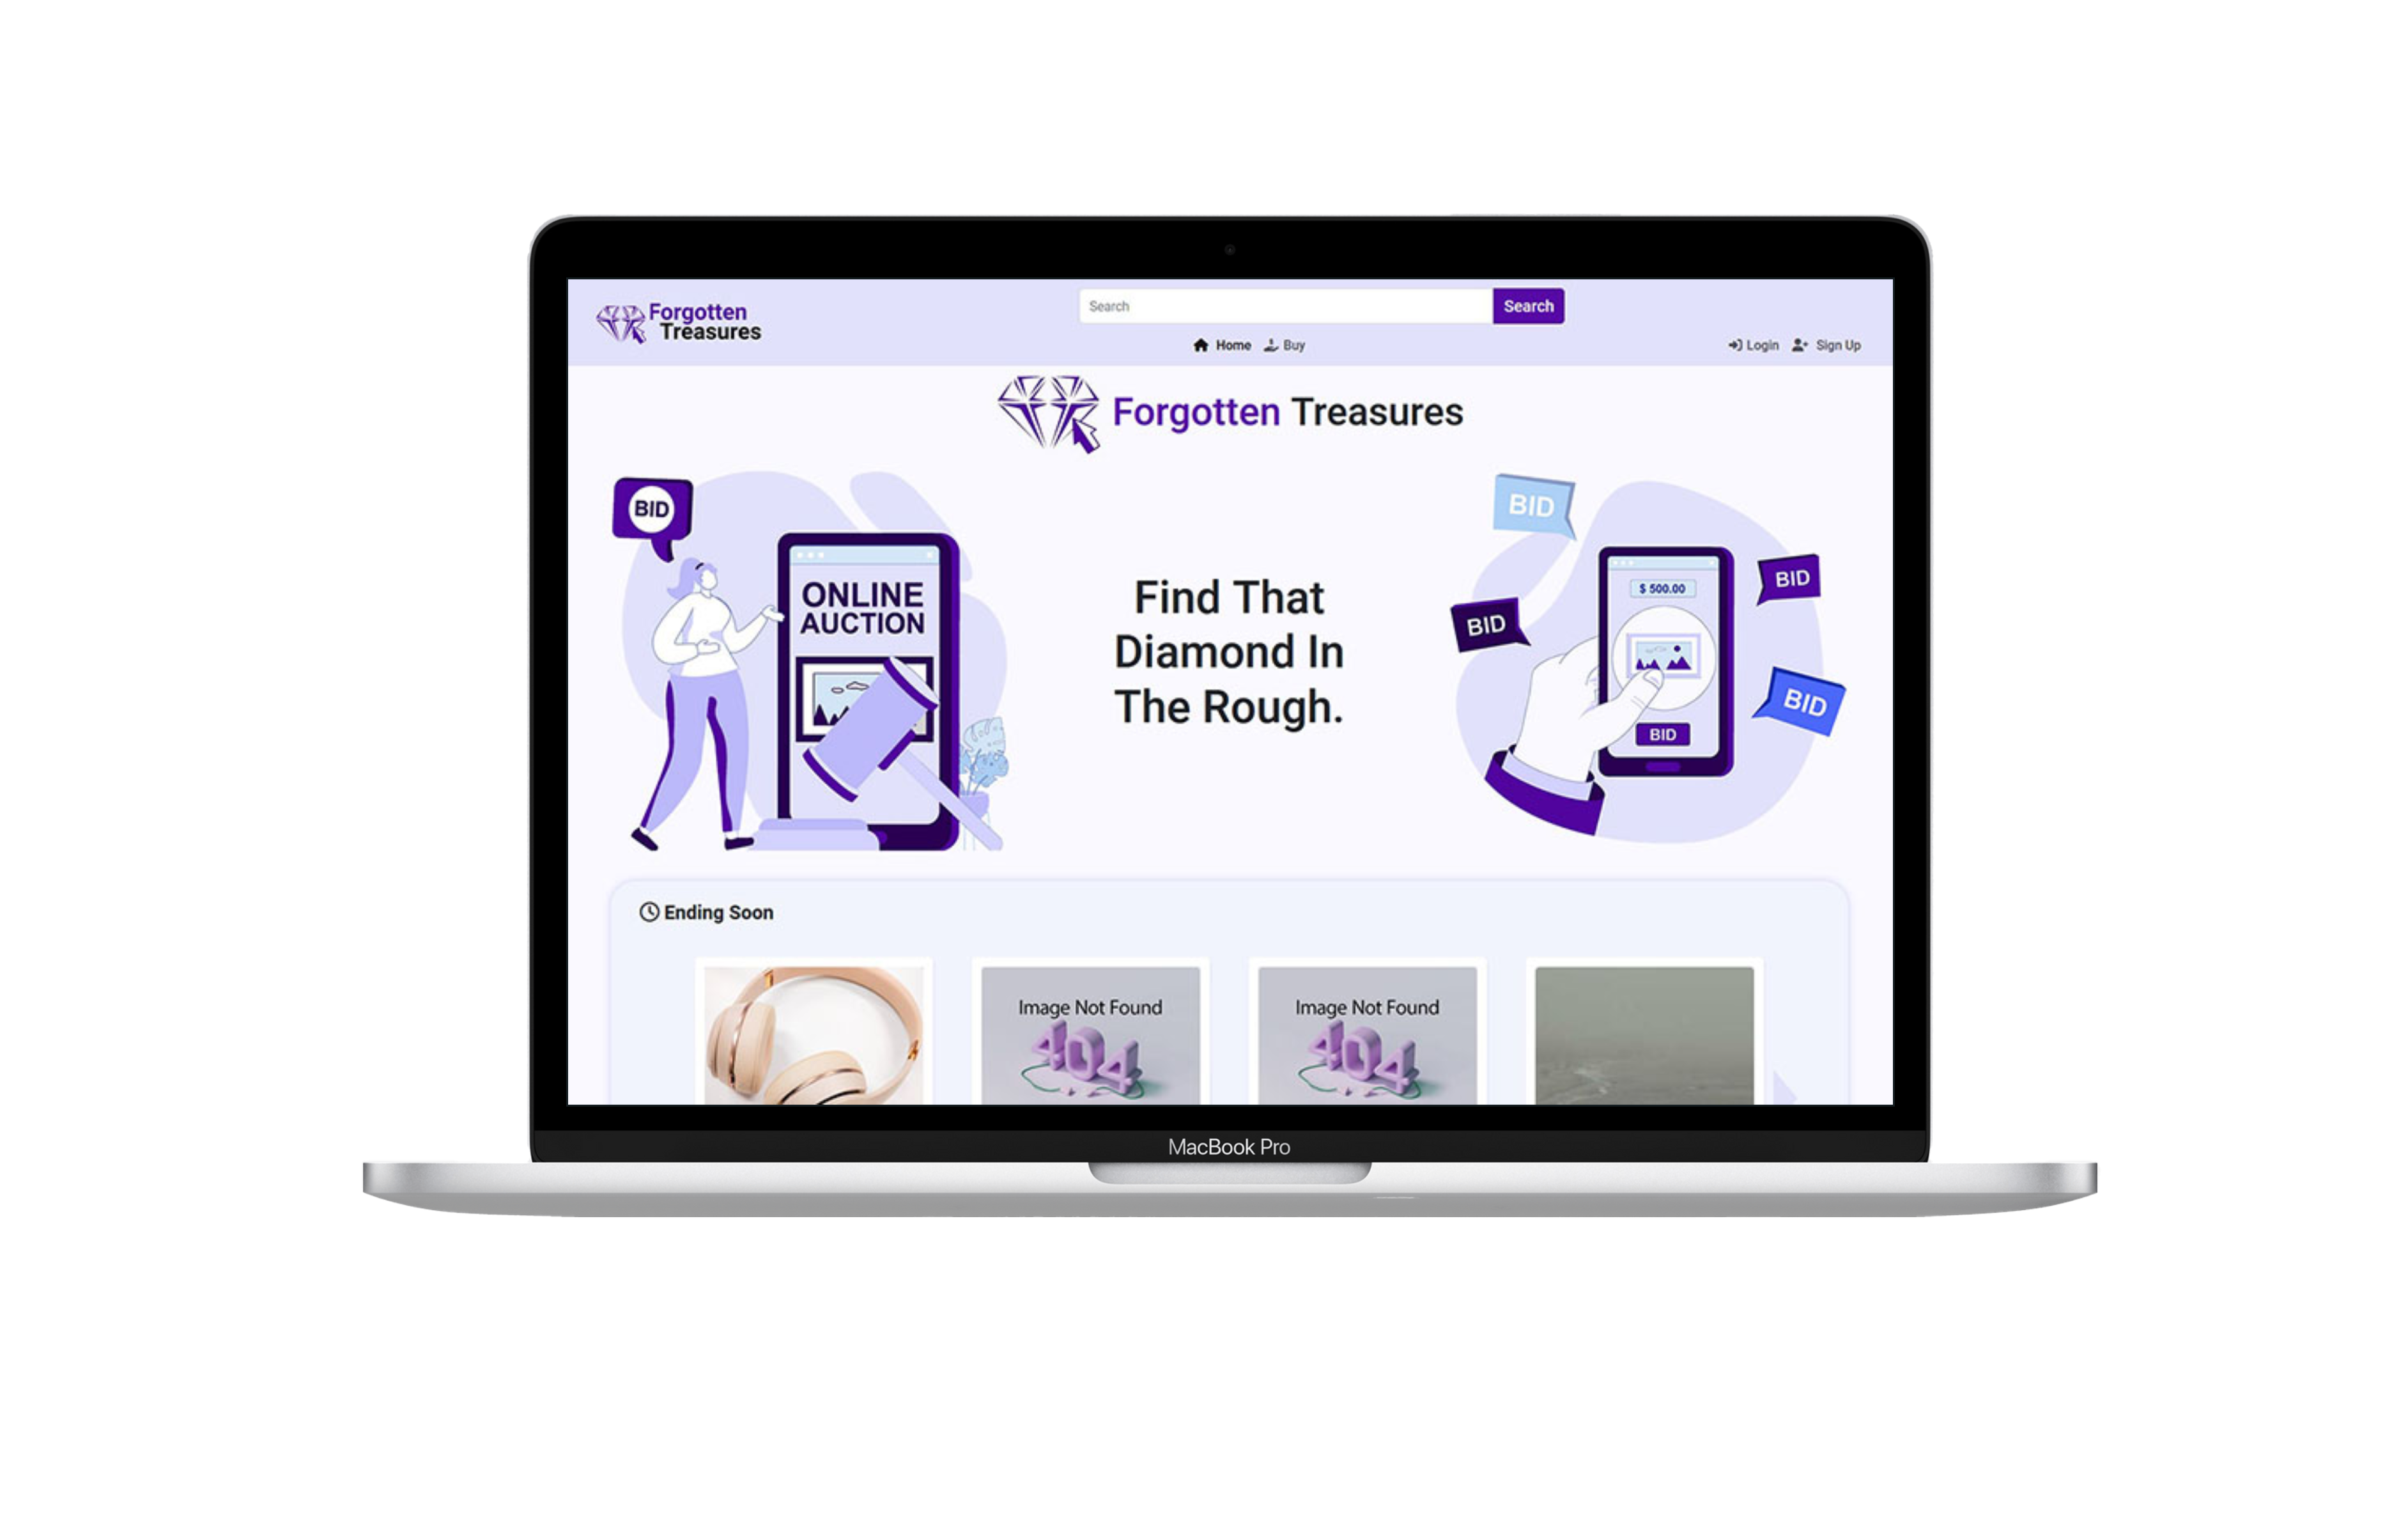 Forgotten
Treasures
Search
Search
Home
Buy
Login
Sign Up
Forgotten Treasures
BID
ONLINE
AUCTION
Find That
Diamond In
The Rough.
BID
BID
BID
BID
$ 500.00
BID
Ending Soon
Image Not Found
404
Image Not Found
404
MacBook Pro